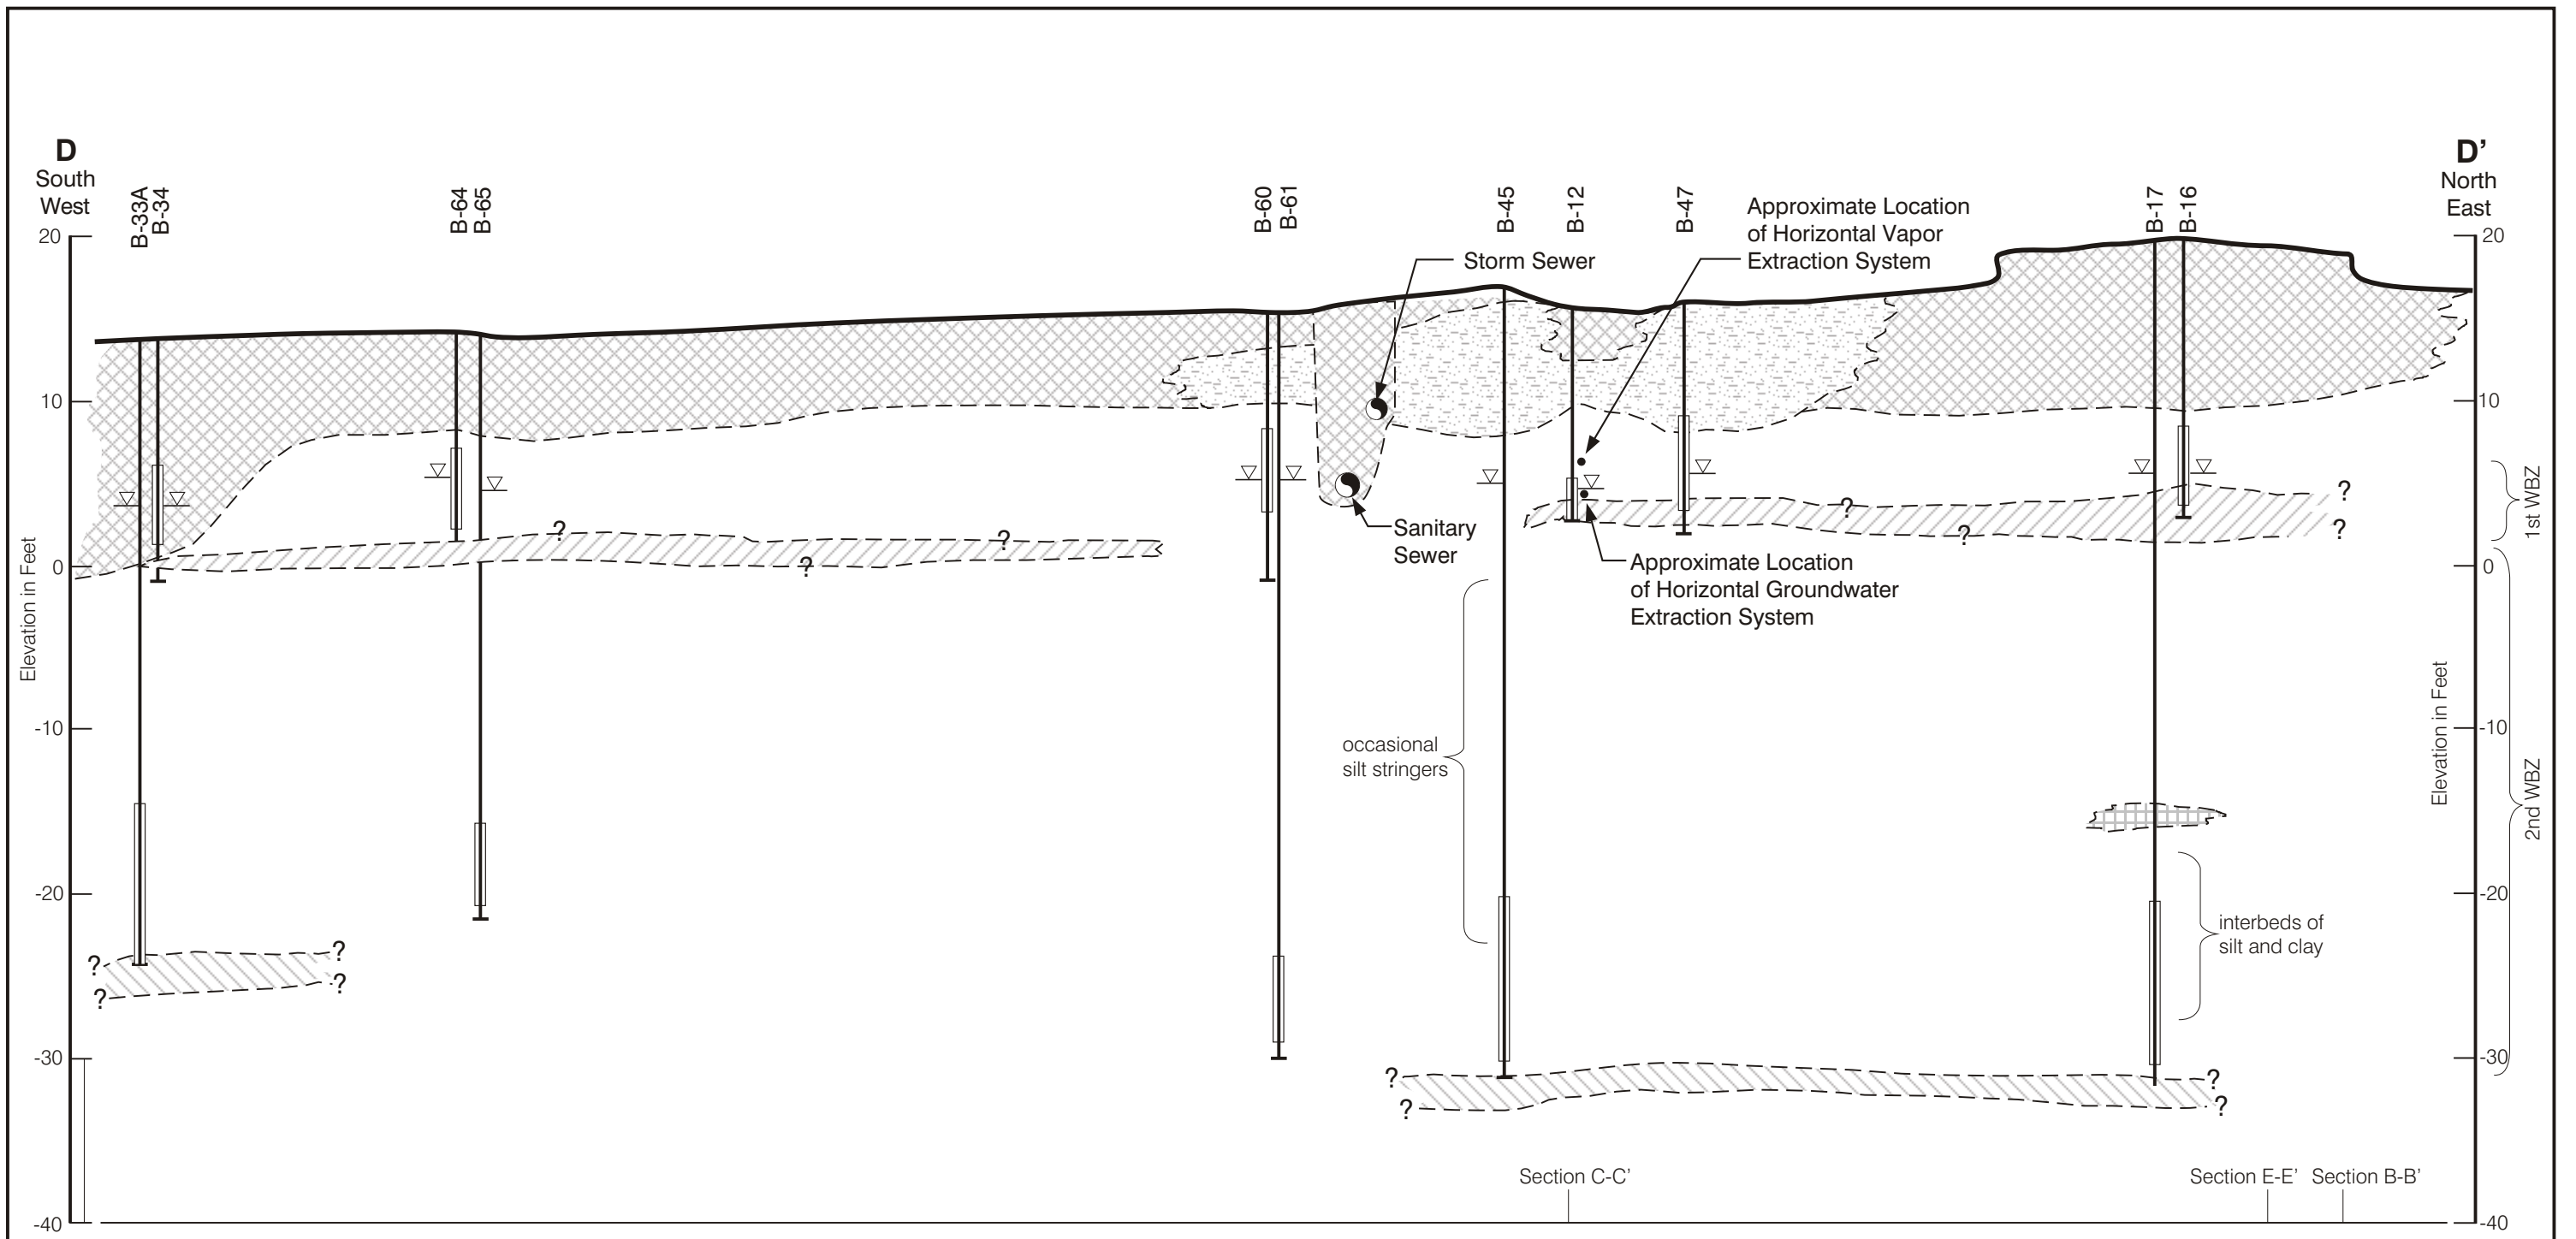 D
South
West
B-33A
B-34
B-64
B-65
B-60
B-61
B-45
B-12
B-47
B-17
B-16
D’
North
East
Approximate Location
of Horizontal Vapor
Extraction System
Storm Sewer
Sanitary
Sewer
Approximate Location
of Horizontal Groundwater
Extraction System
20
10
0
-10
-20
-30
-40
Elevation in Feet
?
?
?
?
?
?
?
?
occasional
silt stringers
?
?
?
?
interbeds of
silt and clay
?
?
?
?
Section C-C’
Section E-E’
Section B-B’
20
10
0
-10
-20
-30
-40
Elevation in Feet
1st WBZ
2nd WBZ